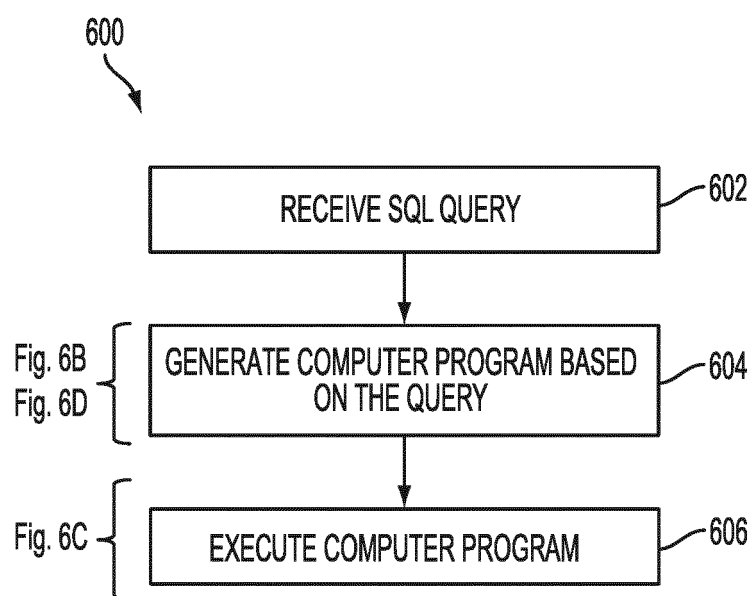 600
RECEIVE SQL QUERY
602
Fig. 6B
Fig. 6D
GENERATE COMPUTER PROGRAM BASED
ON THE QUERY
604
Fig. 6C
EXECUTE COMPUTER PROGRAM
606